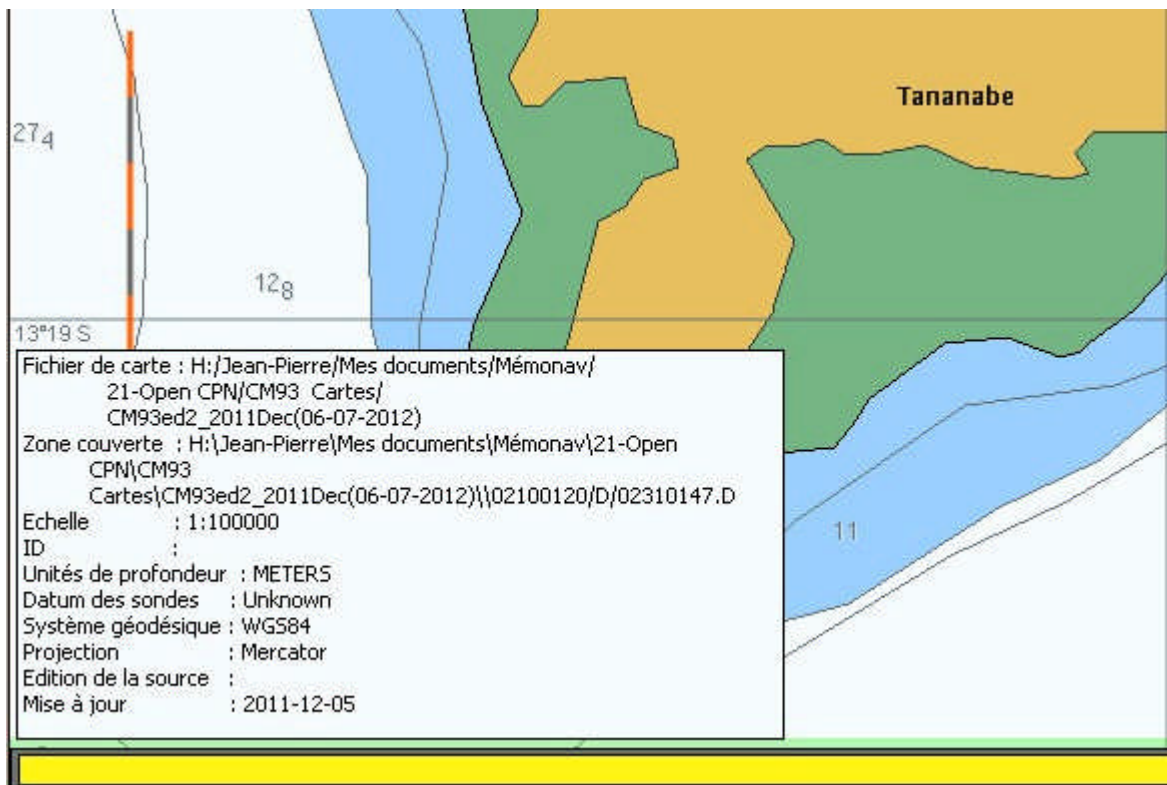 Tananabe
27₄
12₈
13°19 S
Fichier de carte : H:/Jean-Pierre/Mes documents/Mémonav/
21-Open CPN/CM93 Cartes/
CM93ed2_2011Dec(06-07-2012)
Zone couverte : H:\Jean-Pierre\Mes documents\Mémonav\21-Open
CPN\CM93
Cartes\CM93ed2_2011Dec(06-07-2012)\\02100120/D/02310147.D
Echelle : 1:100000
ID :
Unités de profondeur : METERS
Datum des sondes : Unknown
Système géodésique : WGS84
Projection : Mercator
Edition de la source :
Mise à jour : 2011-12-05
11